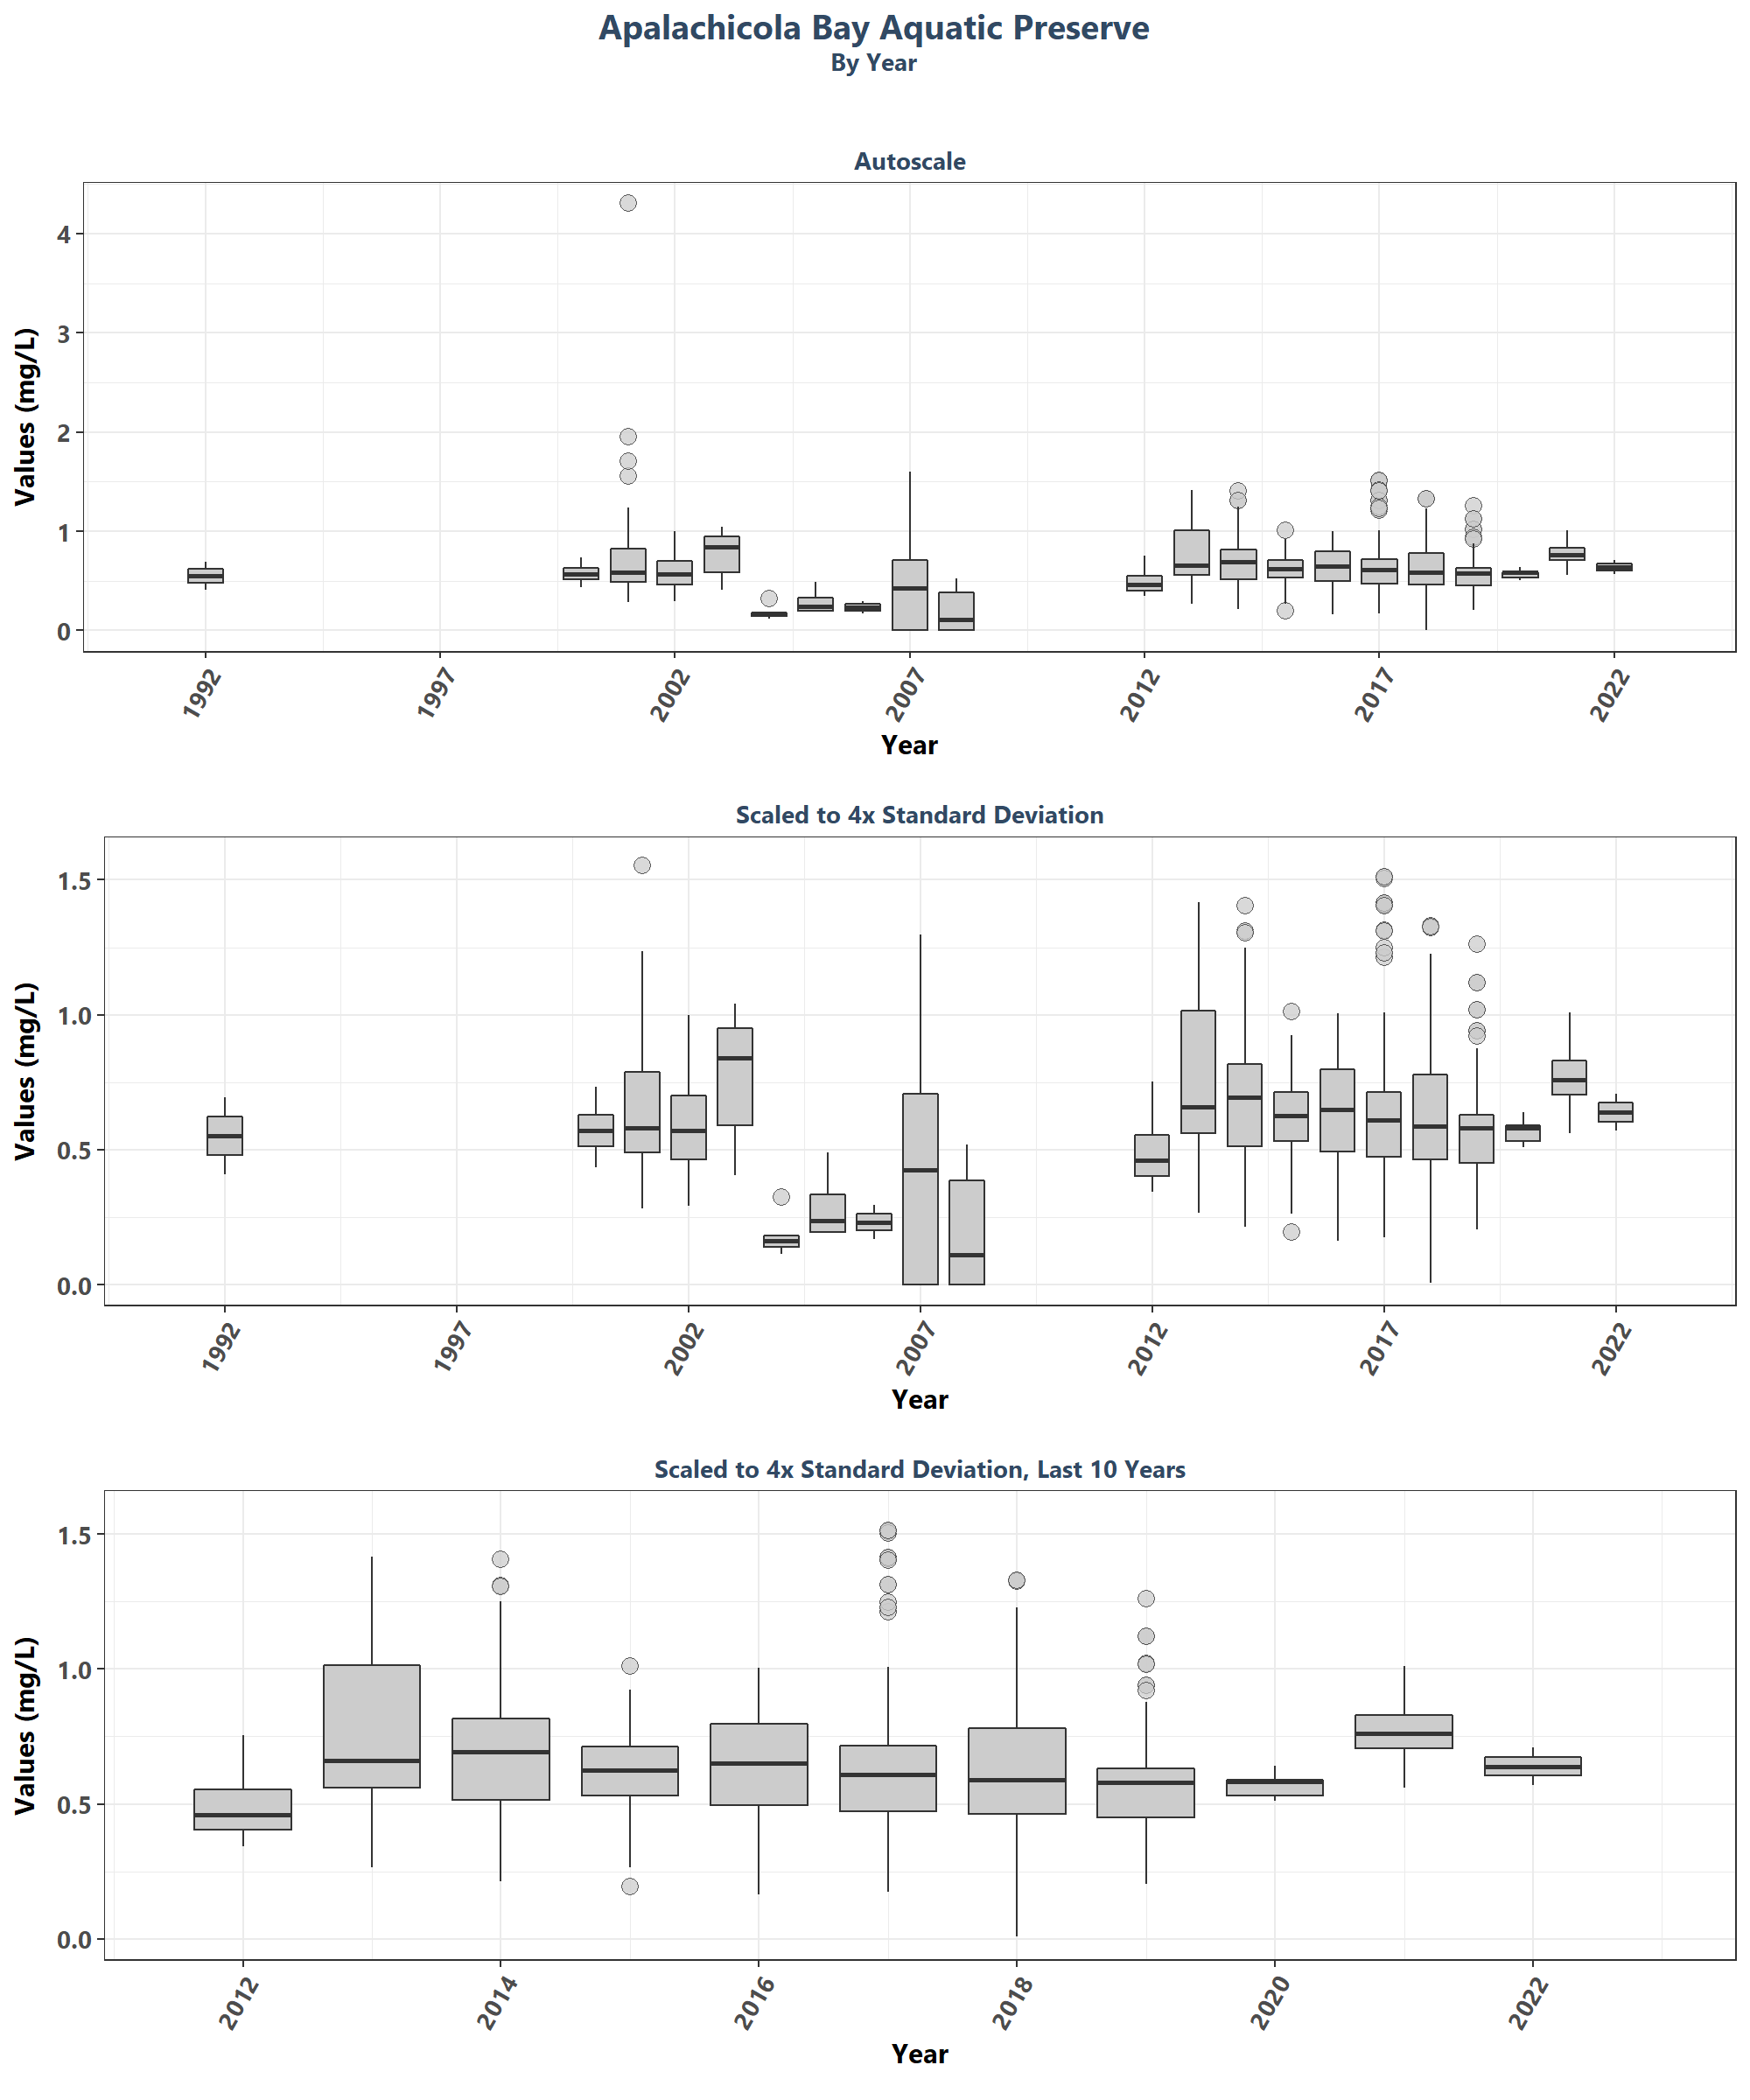 Apalachicola Bay Aquatic Preserve
By Year
Autoscale
Values (mg/L)
4
3
2
1
0
1992 1997 2002 2007 2012 2017 2022
Year
Scaled to 4x Standard Deviation
Values (mg/L)
1.5
1.0
0.5
0.0
1992 1997 2002 2007 2012 2017 2022
Year
Scaled to 4x Standard Deviation, Last 10 Years
Values (mg/L)
1.5
1.0
0.5
0.0
2012 2014 2016 2018 2020 2022
Year